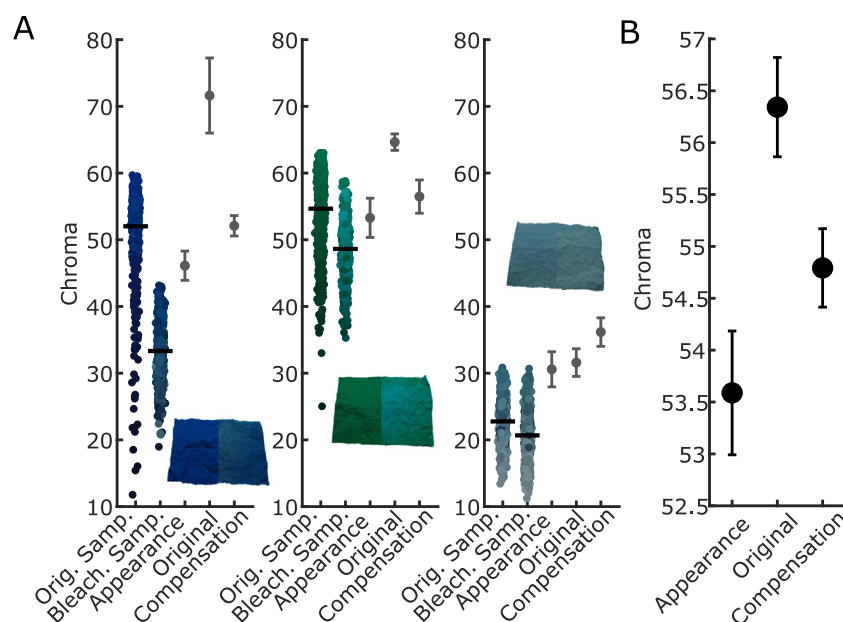 A
80
70
60
50
40
30
20
10
Chroma
Orig. Samp.
Bleach. Samp.
Appearance
Original
Compensation
80
70
60
50
40
30
20
10
Orig. Samp.
Bleach. Samp.
Appearance
Original
Compensation
80
70
60
50
40
30
20
10
Orig. Samp.
Bleach. Samp.
Appearance
Original
Compensation
B
57
56.5
56
55.5
55
54.5
54
53.5
53
52.5
Chroma
Appearance
Original
Compensation